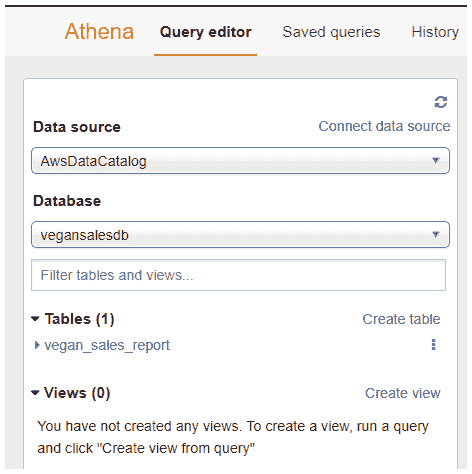 Athena Query editor Saved queries History
Data source Connect data source
AwsDataCatalog
Database
vegansalesdb
Filter tables and views...
Tables (1) Create table
vegan_sales_report
Views (0) Create view
You have not created any views. To create a view, run a query
and click "Create view from query"